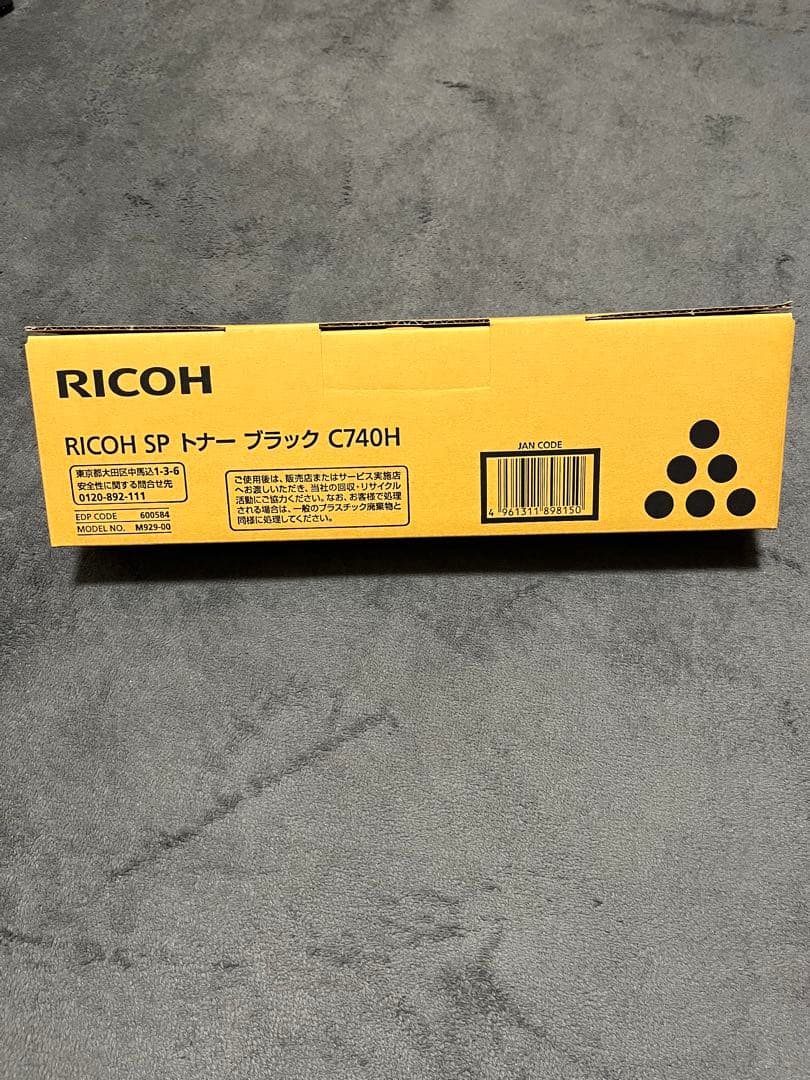 RICOH
RICOH SP トナー ブラック C740H
東京都大田区中馬込1-3-6
安全性に関する問合せ先
0120-892-111
EDP CODE 600584
MODEL NO. M929-00
ご使用後は、販売店またはサービス実施店
へお渡しいただき、当社の回収・リサイクル
活動にご協力ください。なお、お客様で処理
される場合は、一般のプラスチック廃棄物と
同様に処理してください。
JAN CODE
4 961311 898150